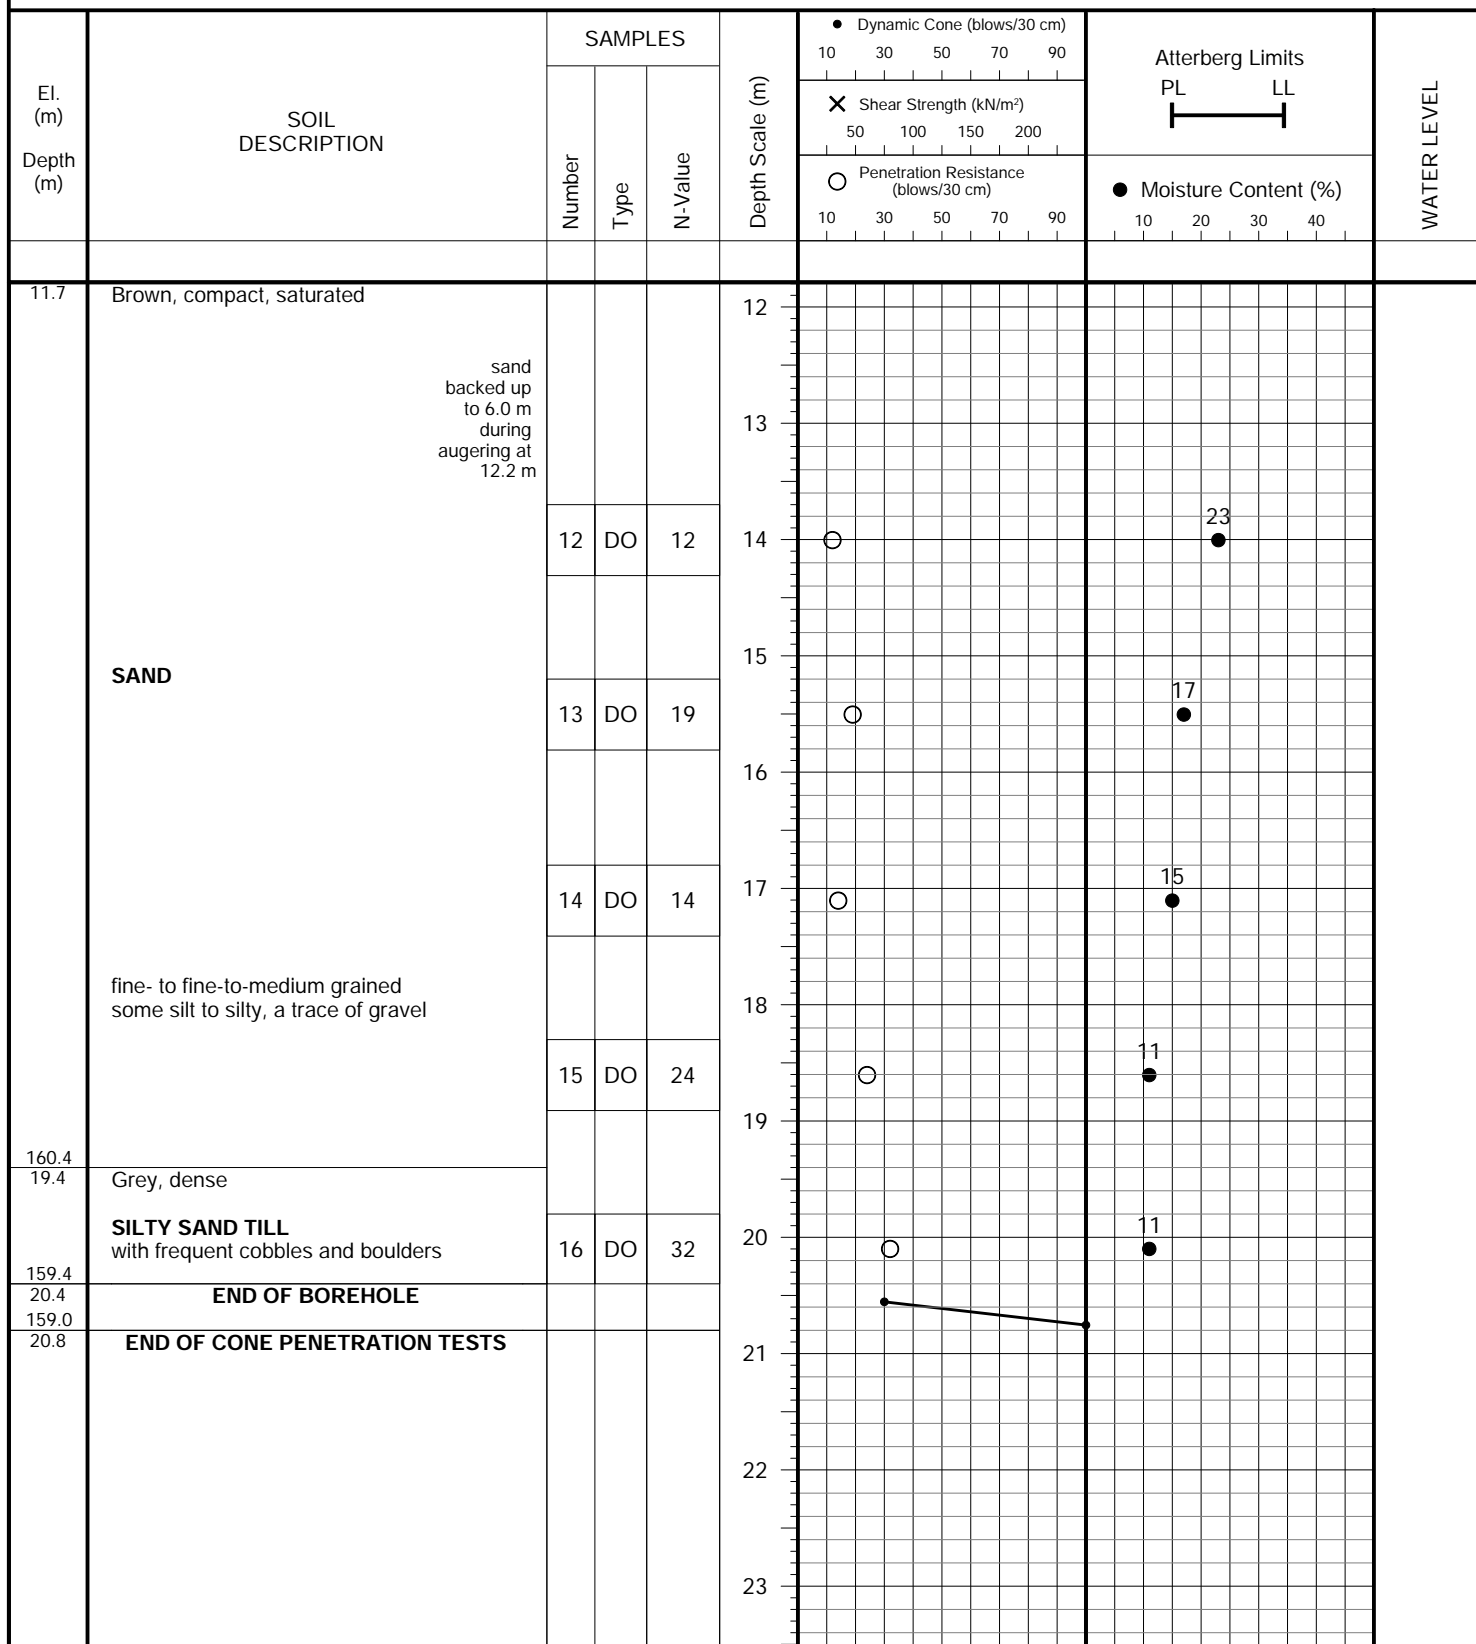 El.
(m)
Depth
(m)
SOIL
DESCRIPTION
SAMPLES
Number
Type
N-Value
Depth Scale (m)
Dynamic Cone (blows/30 cm)
10 30 50 70 90
Shear Strength (kN/m²)
50 100 150 200
Penetration Resistance
(blows/30 cm)
10 30 50 70 90
Atterberg Limits
PL LL
Moisture Content (%)
10 20 30 40
WATER LEVEL
11.7 Brown, compact, saturated
12
sand
backed up
to 6.0 m
during
augering at
12.2 m
13
23
12 DO 12 14
15
SAND
17
13 DO 19
16
15
17
14 DO 14
fine- to fine-to-medium grained
some silt to silty, a trace of gravel
18
11
15 DO 24
19
160.4
19.4 Grey, dense
SILTY SAND TILL
with frequent cobbles and boulders
11
16 DO 32 20
159.4
20.4 END OF BOREHOLE
159.0
20.8 END OF CONE PENETRATION TESTS
21
22
23